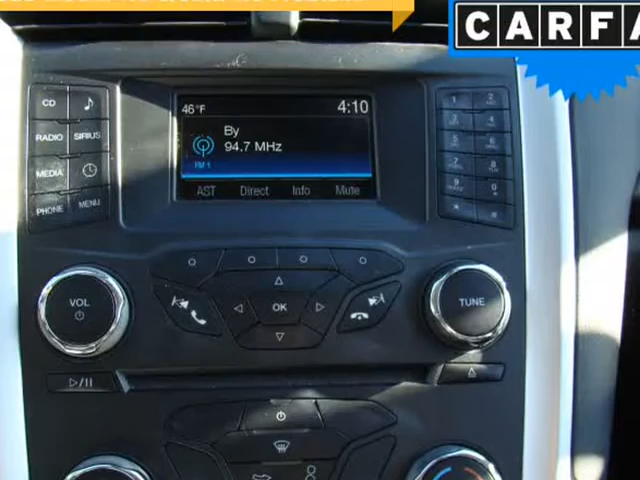 CARFA
46°F 4:10
By
94.7 MHz
FM 1
AST Direct Info Mute
CD
RADIO SIRIUS
MEDIA
PHONE MENU
1 2
3 4
5 6
7 8
9 0
* #
VOL
OK
TUNE